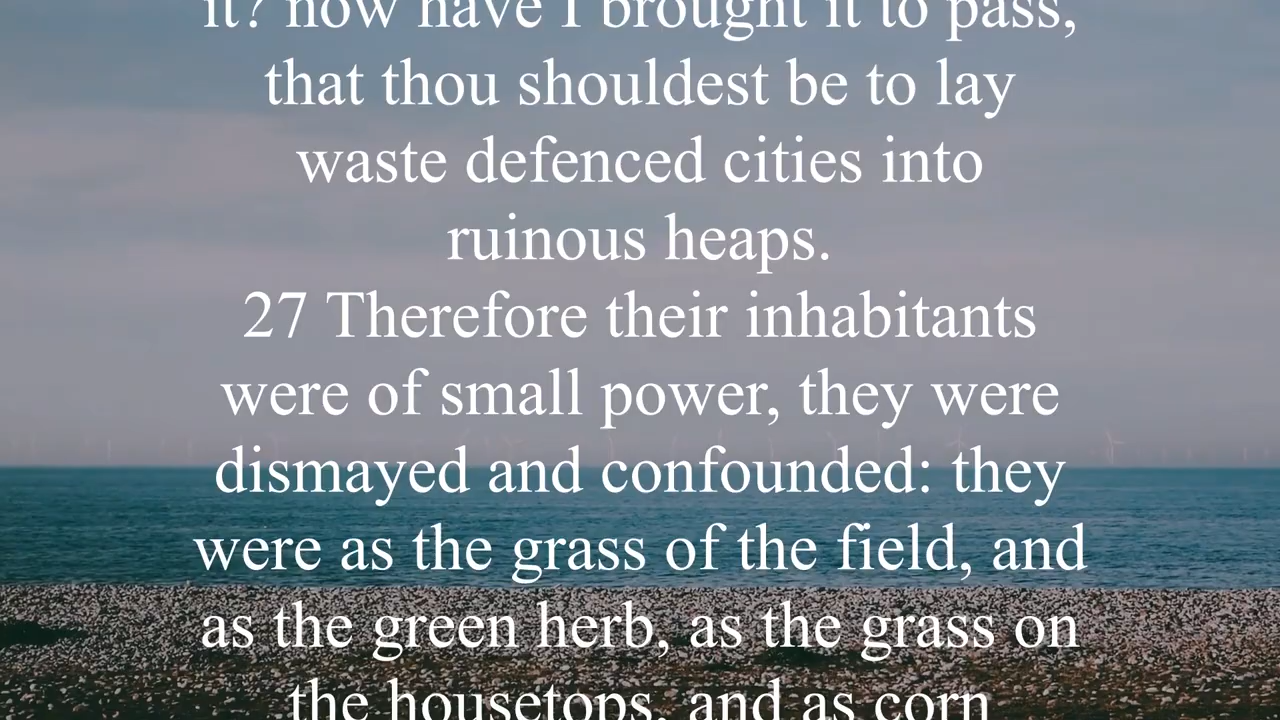 it? now have I brought it to pass,
that thou shouldest be to lay
waste defenced cities into
ruinous heaps.
27 Therefore their inhabitants
were of small power, they were
dismayed and confounded: they
were as the grass of the field, and
as the green herb, as the grass on
the housetops, and as corn